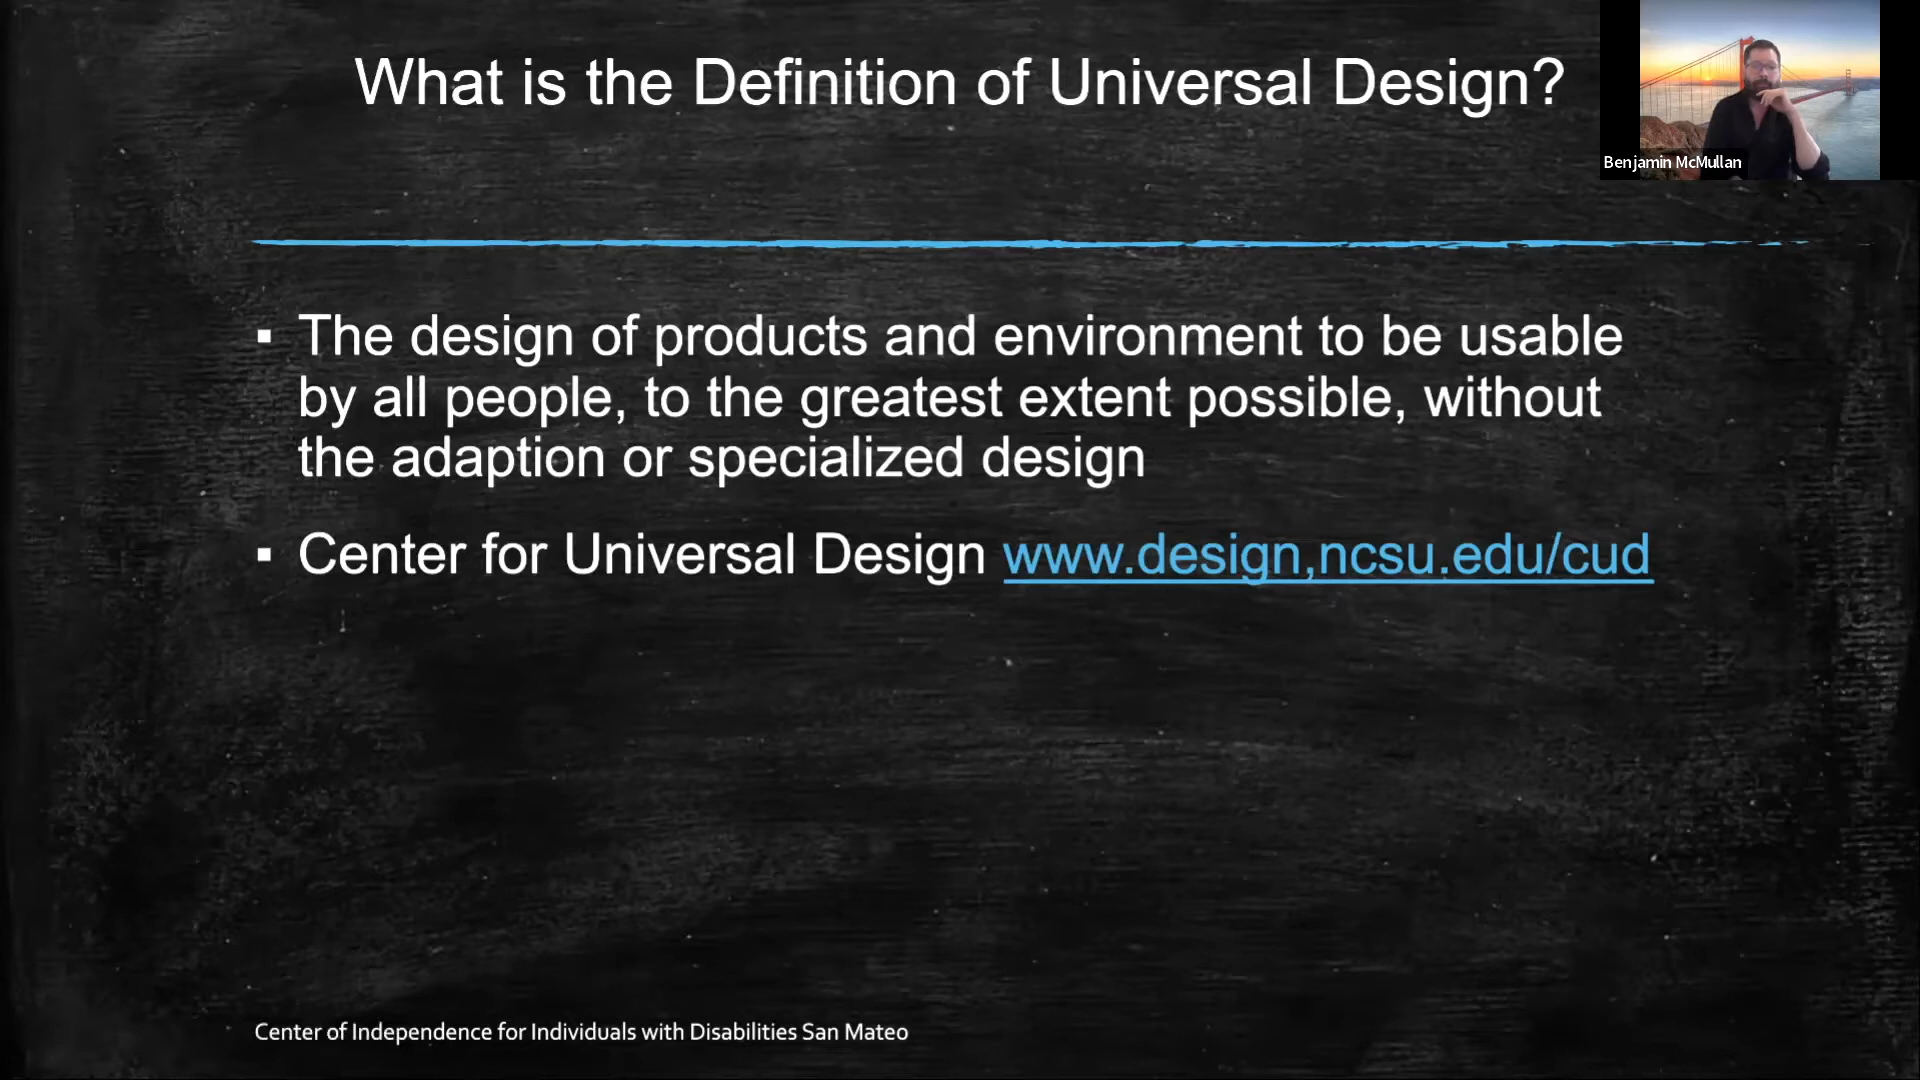 What is the Definition of Universal Design?
Benjamin McMullan
▪ The design of products and environment to be usable
by all people, to the greatest extent possible, without
the adaption or specialized design
▪ Center for Universal Design www.design,ncsu.edu/cud
Center of Independence for Individuals with Disabilities San Mateo